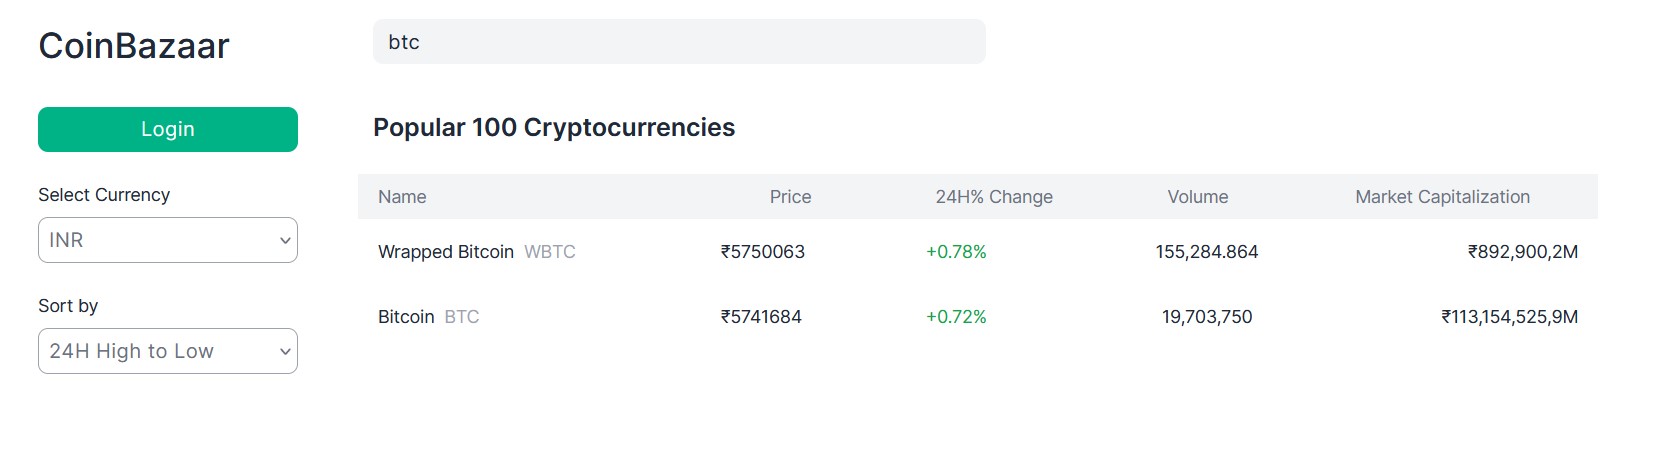 CoinBazaar
btc
Login
Select Currency
INR
Sort by
24H High to Low
Popular 100 Cryptocurrencies
Name Price 24H% Change Volume Market Capitalization
Wrapped Bitcoin WBTC ₹5750063 +0.78% 155,284.864 ₹892,900,2M
Bitcoin BTC ₹5741684 +0.72% 19,703,750 ₹113,154,525,9M